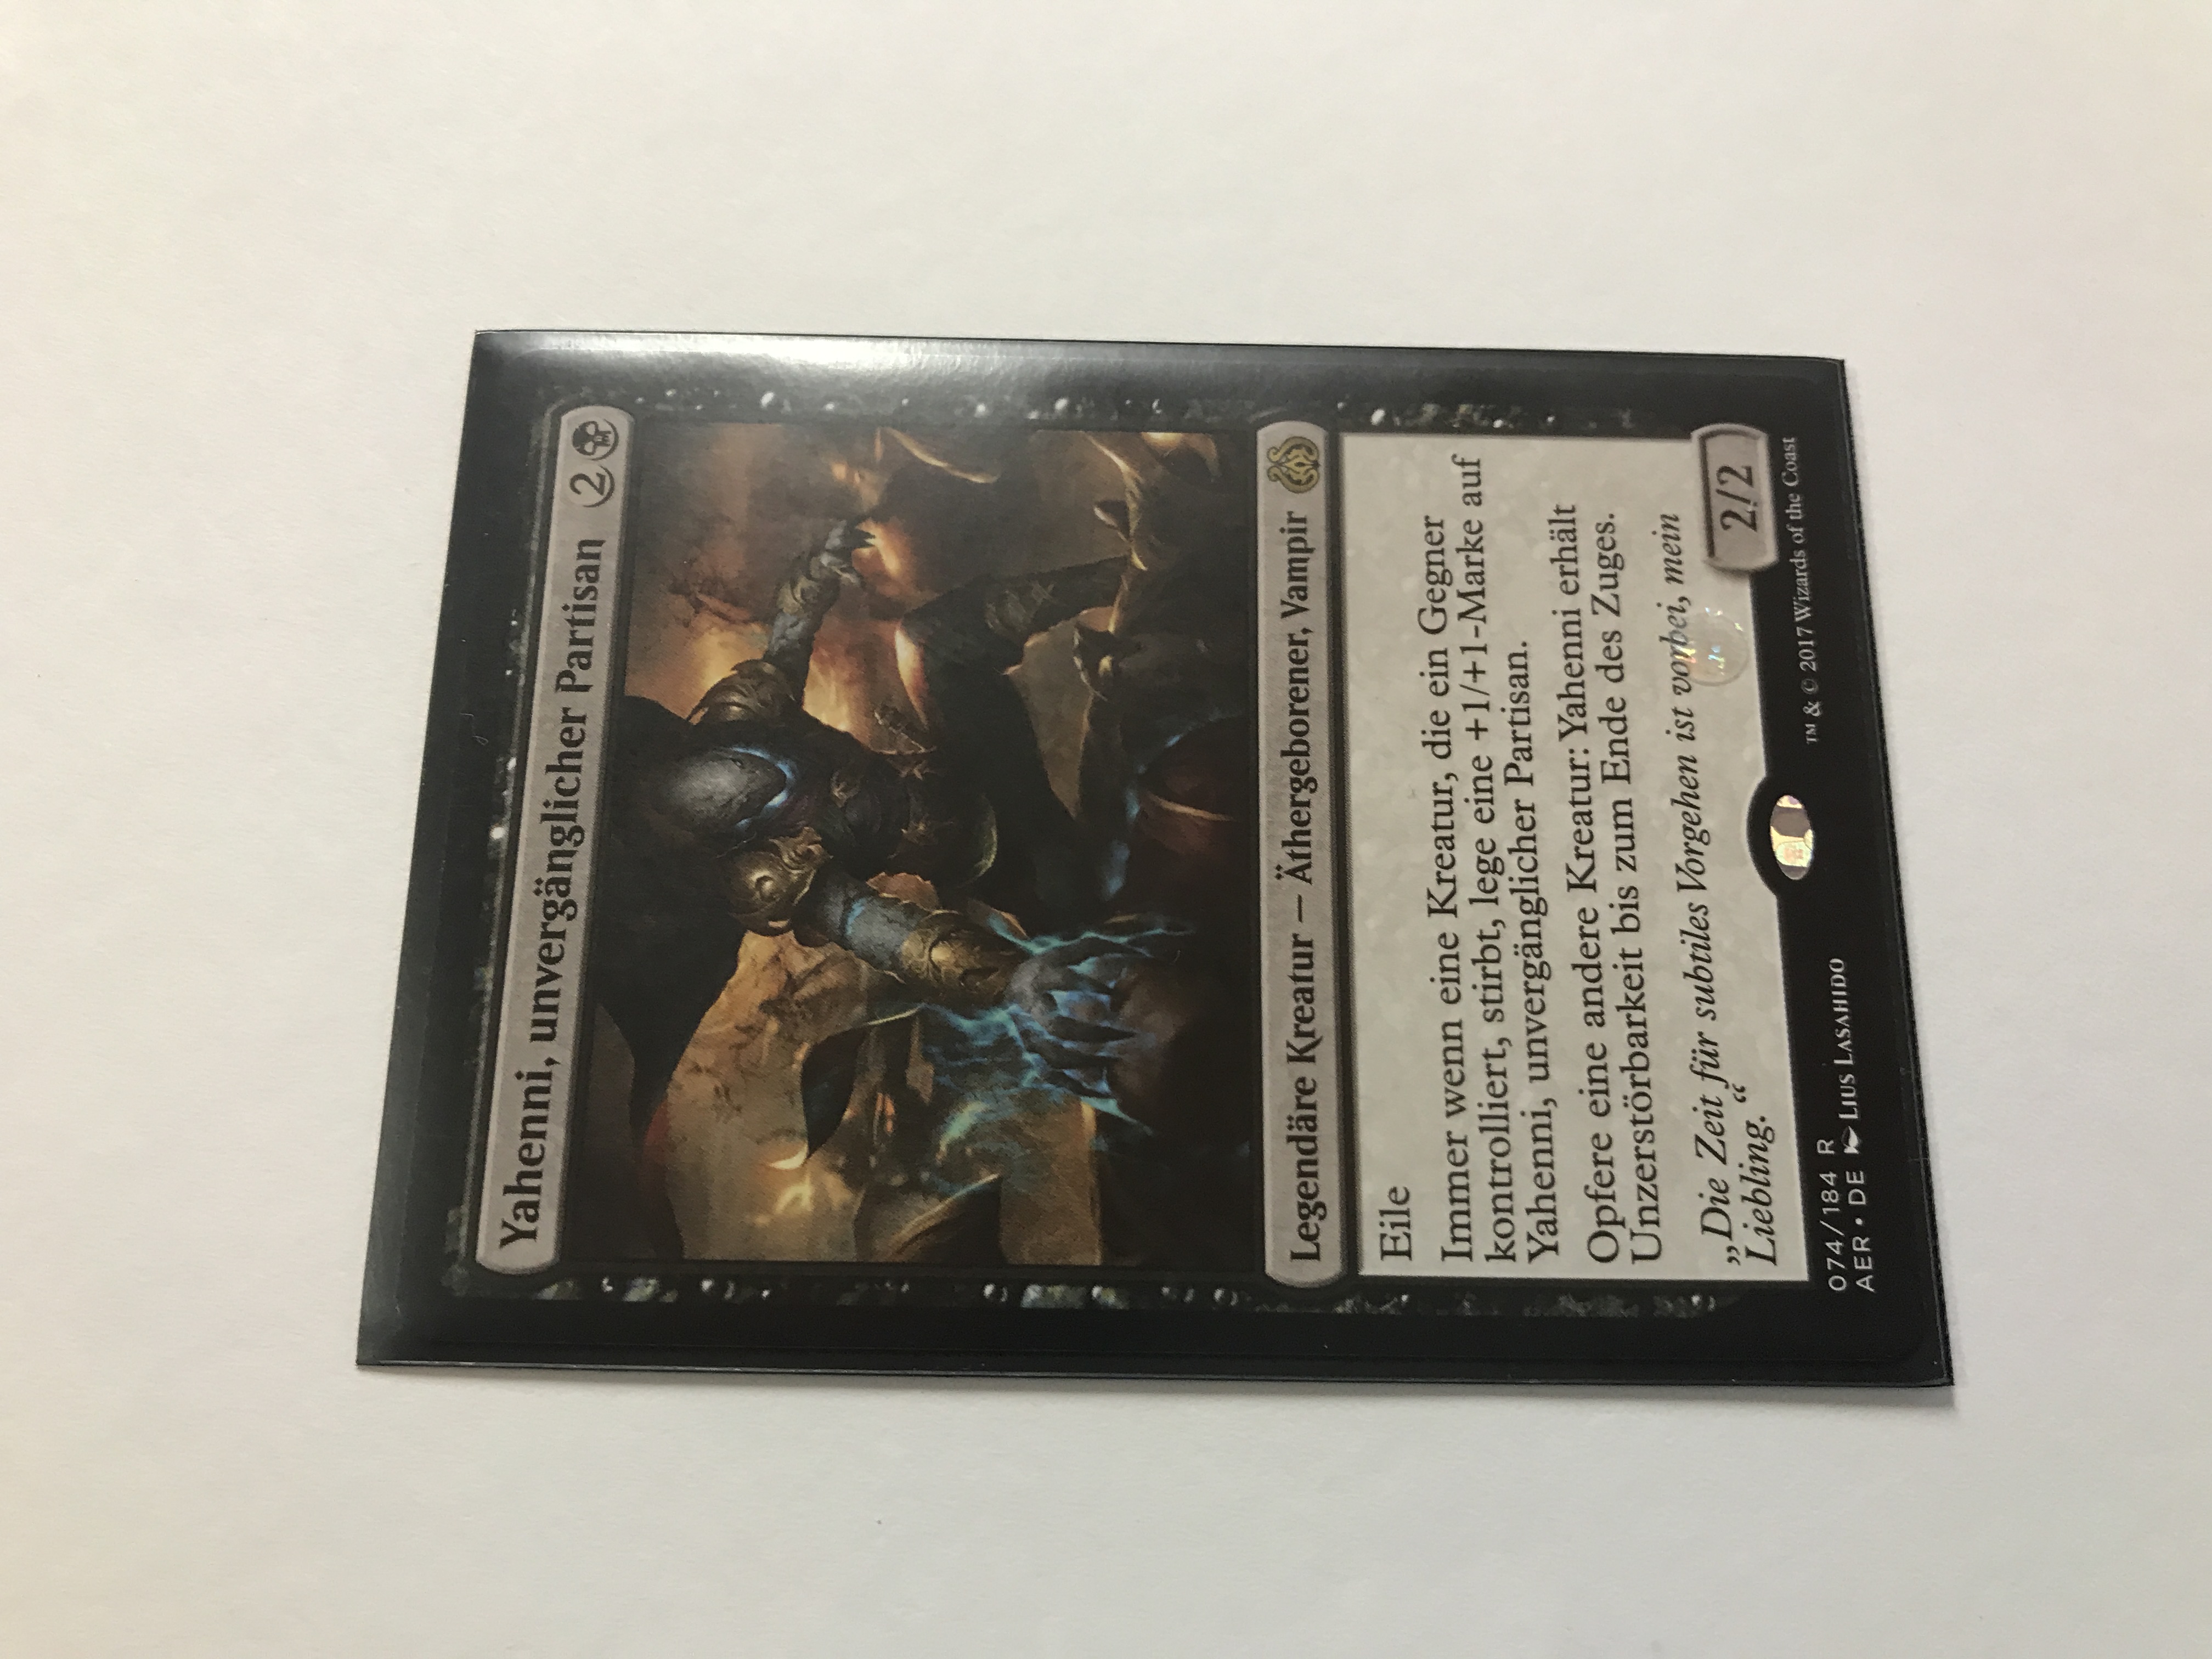 Yahenni, unvergänglicher Partisan 2
Legendäre Kreatur — Äthergeborener, Vampir
Eile
Immer wenn eine Kreatur, die ein Gegner
kontrolliert, stirbt, lege eine +1/+1-Marke auf
Yahenni, unvergänglicher Partisan.
Opfere eine andere Kreatur: Yahenni erhält
Unzerstörbarkeit bis zum Ende des Zuges.
„Die Zeit für subtiles Vorgehen ist vorbei, mein
Liebling.“
2/2
074/184 R
AER • DE LIUS LASAHIDO
™ & © 2017 Wizards of the Coast